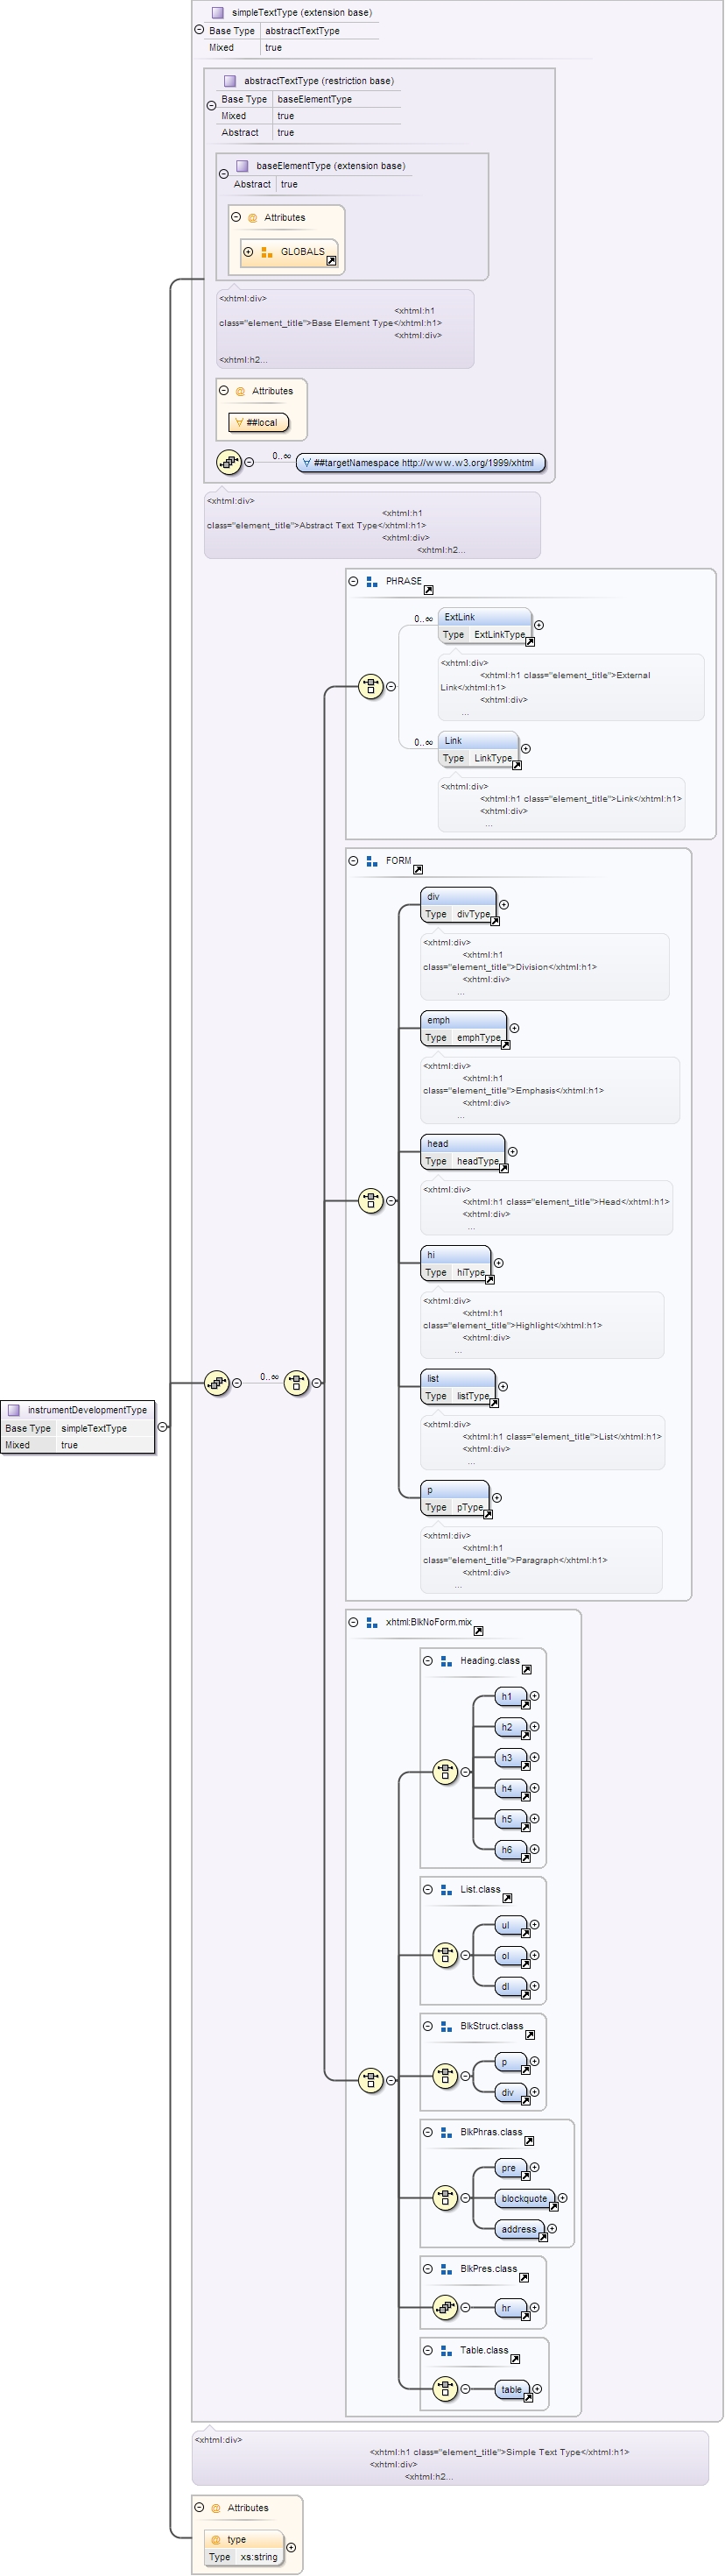 simpleTextType (extension base)
Base Type abstractTextType
Mixed true
abstractTextType (restriction base)
Base Type baseElementType
Mixed true
Abstract true
baseElementType (extension base)
Abstract true
@ Attributes
GLOBALS
<xhtml:div>
<xhtml:h1
class="element_title">Base Element Type</xhtml:h1>
<xhtml:div>
<xhtml:h2...
@ Attributes
∀ ##local
0..∞ ∀ ##targetNamespace http://www.w3.org/1999/xhtml
<xhtml:div>
<xhtml:h1
class="element_title">Abstract Text Type</xhtml:h1>
<xhtml:div>
<xhtml:h2...
PHRASE
0..∞ ExtLink
Type ExtLinkType
<xhtml:div>
<xhtml:h1 class="element_title">External
Link</xhtml:h1>
<xhtml:div>
...
0..∞ Link
Type LinkType
<xhtml:div>
<xhtml:h1 class="element_title">Link</xhtml:h1>
<xhtml:div>
...
FORM
div
Type divType
<xhtml:div>
<xhtml:h1
class="element_title">Division</xhtml:h1>
<xhtml:div>
...
emph
Type emphType
<xhtml:div>
<xhtml:h1
class="element_title">Emphasis</xhtml:h1>
<xhtml:div>
...
head
Type headType
<xhtml:div>
<xhtml:h1 class="element_title">Head</xhtml:h1>
<xhtml:div>
...
hi
Type hiType
<xhtml:div>
<xhtml:h1
class="element_title">Highlight</xhtml:h1>
<xhtml:div>
...
0..∞
list
Type listType
<xhtml:div>
<xhtml:h1 class="element_title">List</xhtml:h1>
<xhtml:div>
...
instrumentDevelopmentType
Base Type simpleTextType
Mixed true
p
Type pType
<xhtml:div>
<xhtml:h1
class="element_title">Paragraph</xhtml:h1>
<xhtml:div>
...
xhtml:BlkNoForm.mix
Heading.class
h1
h2
h3
h4
h5
h6
List.class
ul
ol
dl
BlkStruct.class
p
div
BlkPhras.class
pre
blockquote
address
BlkPres.class
hr
Table.class
table
<xhtml:div>
<xhtml:h1 class="element_title">Simple Text Type</xhtml:h1>
<xhtml:div>
<xhtml:h2...
@ Attributes
@ type
Type xs:string